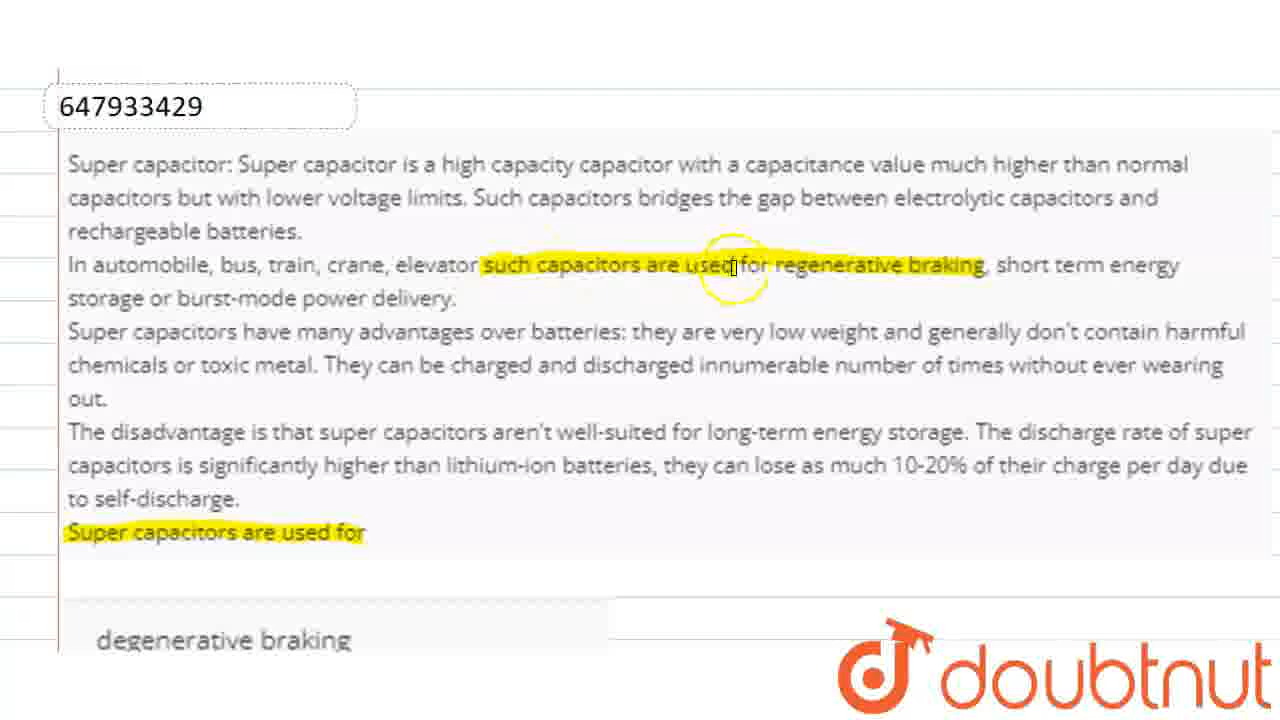 647933429
Super capacitor: Super capacitor is a high capacity capacitor with a capacitance value much higher than normal
capacitors but with lower voltage limits. Such capacitors bridges the gap between electrolytic capacitors and
rechargeable batteries.
In automobile, bus, train, crane, elevator such capacitors are used for regenerative braking, short term energy
storage or burst-mode power delivery.
Super capacitors have many advantages over batteries: they are very low weight and generally don't contain harmful
chemicals or toxic metal. They can be charged and discharged innumerable number of times without ever wearing
out.
The disadvantage is that super capacitors aren't well-suited for long-term energy storage. The discharge rate of super
capacitors is significantly higher than lithium-ion batteries, they can lose as much 10-20% of their charge per day due
to self-discharge.
Super capacitors are used for
degenerative braking
doubtnut